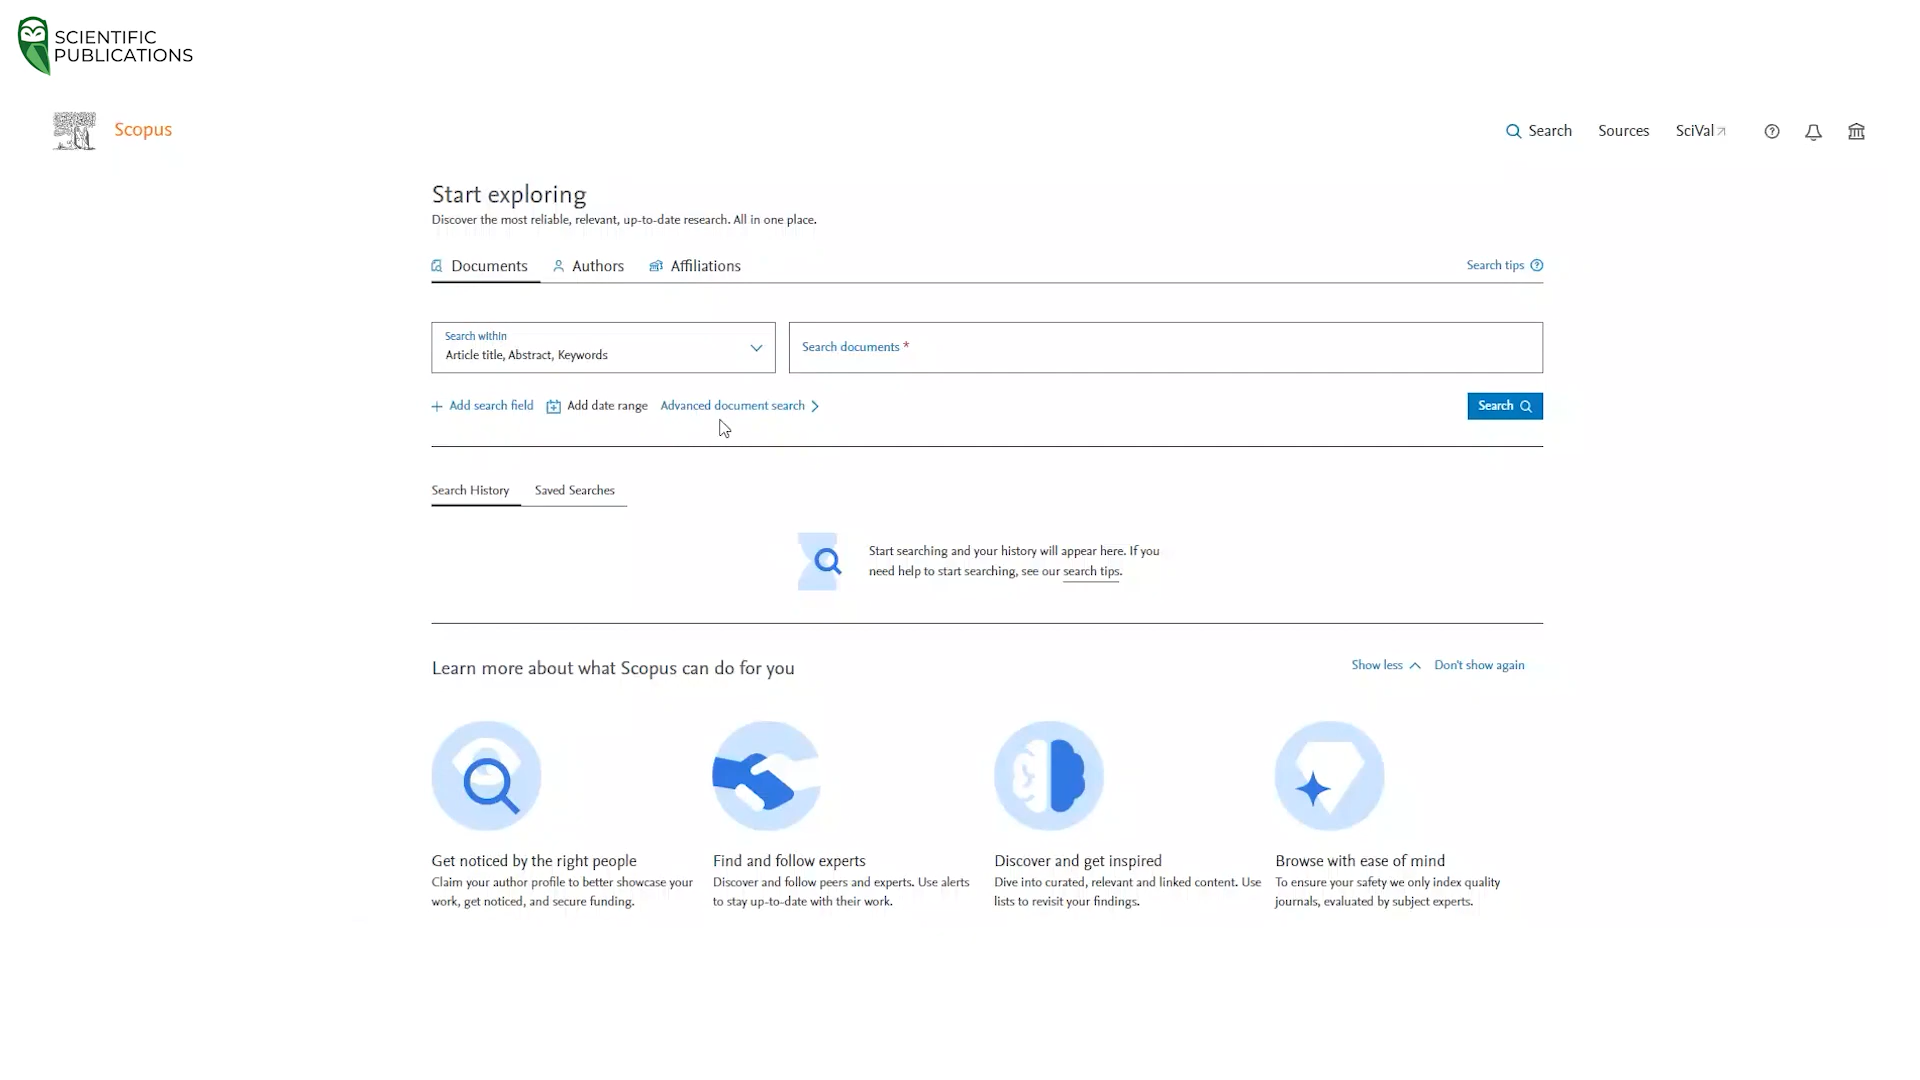 SCIENTIFIC
PUBLICATIONS
Scopus
Search
Sources
SciVal
Start exploring
Discover the most reliable, relevant, up-to-date research. All in one place.
Documents
Authors
Affiliations
Search tips
Search within
Article title, Abstract, Keywords
Search documents *
Add search field
Add date range
Advanced document search
Search
Search History
Saved Searches
Start searching and your history will appear here. If you
need help to start searching, see our search tips.
Learn more about what Scopus can do for you
Show less
Don't show again
Get noticed by the right people
Claim your author profile to better showcase your
work, get noticed, and secure funding.
Find and follow experts
Discover and follow peers and experts. Use alerts
to stay up-to-date with their work.
Discover and get inspired
Dive into curated, relevant and linked content. Use
lists to revisit your findings.
Browse with ease of mind
To ensure your safety we only index quality
journals, evaluated by subject experts.